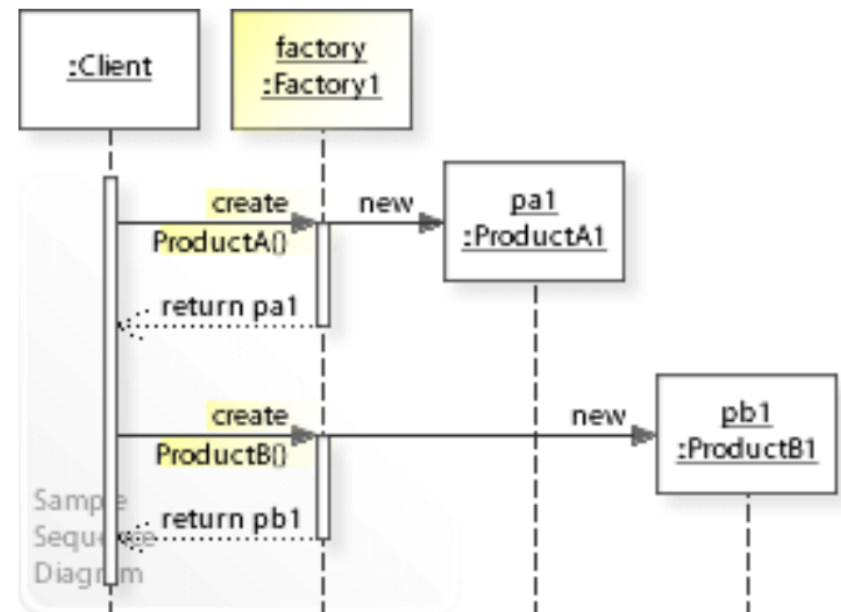 :Client
factory
:Factory1
create
ProductA()
new
pa1
:ProductA1
return pa1
create
ProductB()
new
pb1
:ProductB1
return pb1
Sample
Sequence
Diagram